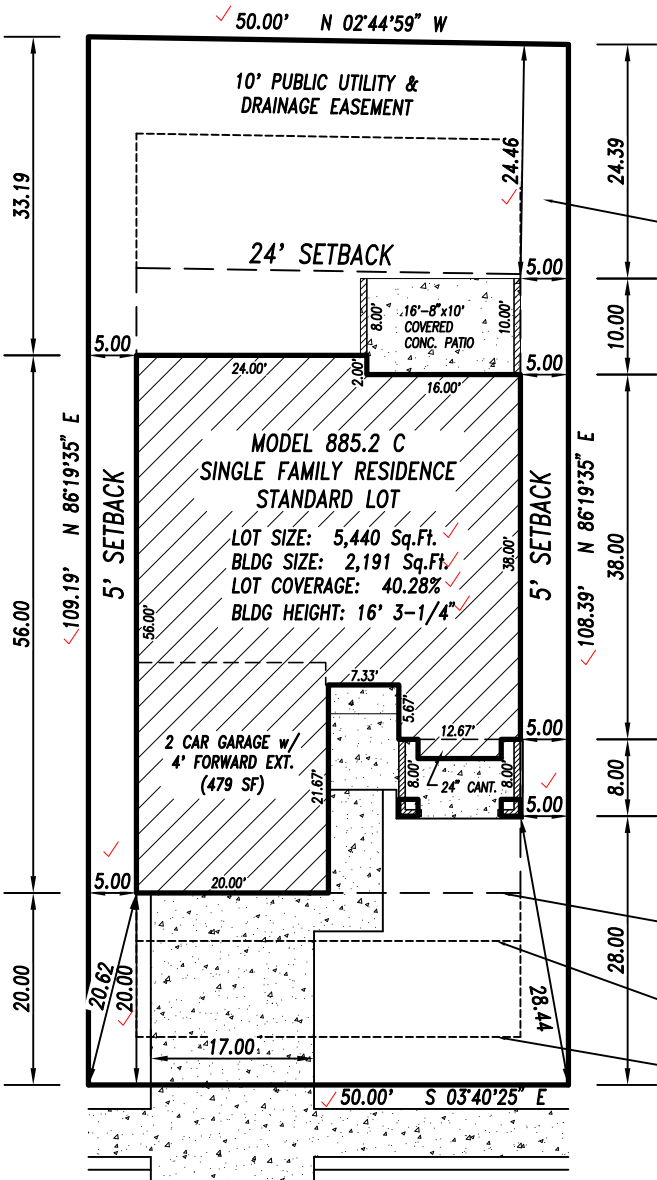 50.00' N 02°44'59" W
10' PUBLIC UTILITY &
DRAINAGE EASEMENT
33.19
24.46
24.39
24' SETBACK
5.00
16'-8"x10'
COVERED
CONC. PATIO
8.00'
10.00'
10.00
5.00
5.00
24.00'
2.00'
16.00'
MODEL 885.2 C
SINGLE FAMILY RESIDENCE
STANDARD LOT
LOT SIZE: 5,440 Sq.Ft.
BLDG SIZE: 2,191 Sq.Ft.
LOT COVERAGE: 40.28%
BLDG HEIGHT: 16' 3-1/4"
109.19' N 86°19'35" E
5' SETBACK
56.00
56.00'
38.00'
5' SETBACK
108.39' N 86°19'35" E
38.00
7.33'
5.67'
12.67'
5.00
2 CAR GARAGE w/
4' FORWARD EXT.
(479 SF)
21.67'
8.00'
24" CANT.
8.00'
8.00
5.00
5.00
20.00'
20.00
20.62
20.00
28.44
28.00
17.00
50.00' S 03°40'25" E